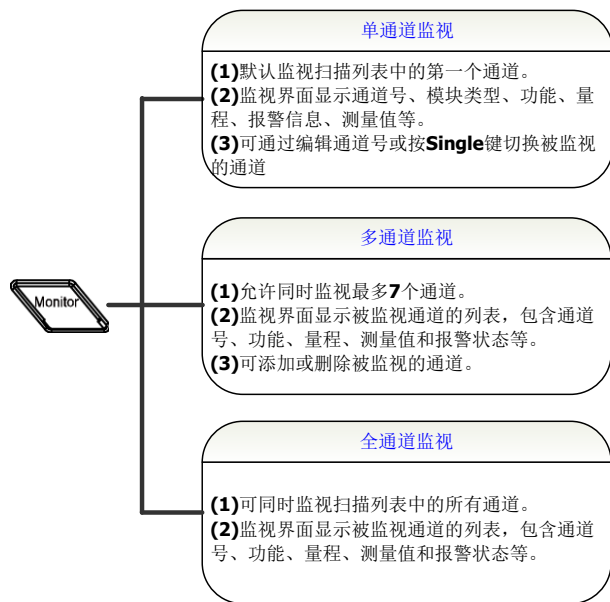 单通道监视
(1)默认监视扫描列表中的第一个通道。
(2)监视界面显示通道号、模块类型、功能、量
程、报警信息、测量值等。
(3)可通过编辑通道号或按Single键切换被监视
的通道
多通道监视
(1)允许同时监视最多7个通道。
(2)监视界面显示被监视通道的列表，包含通道
号、功能、量程、测量值和报警状态等。
(3)可添加或删除被监视的通道。
Monitor
全通道监视
(1)可同时监视扫描列表中的所有通道。
(2)监视界面显示被监视通道的列表，包含通道
号、功能、量程、测量值和报警状态等。